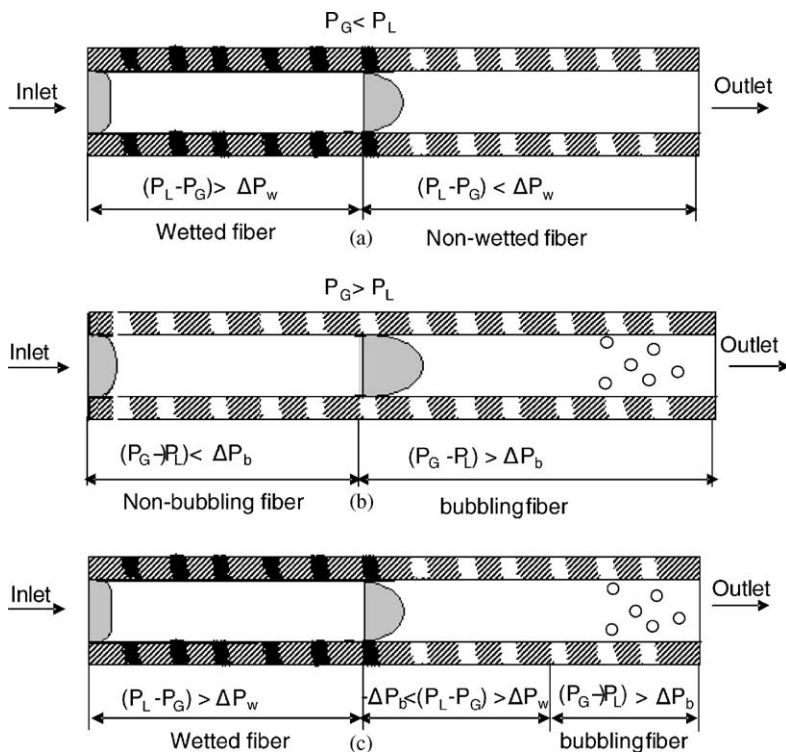 P_G < P_L
Inlet
Outlet
(P_L-P_G)> ΔP_w
(P_L-P_G) < ΔP_w
Wetted fiber
(a)
Non-wetted fiber
P_G > P_L
Inlet
Outlet
(P_G-)P_L)< ΔP_b
(P_G -P_L) > ΔP_b
Non-bubbling fiber
(b)
bubblingfiber
Inlet
Outlet
(P_L-P_G) > ΔP_w
-ΔP_b<(P_L-P_G) >ΔP_w
(P_G-)P_L) > ΔP_b
Wetted fiber
(c)
bubblingfiber